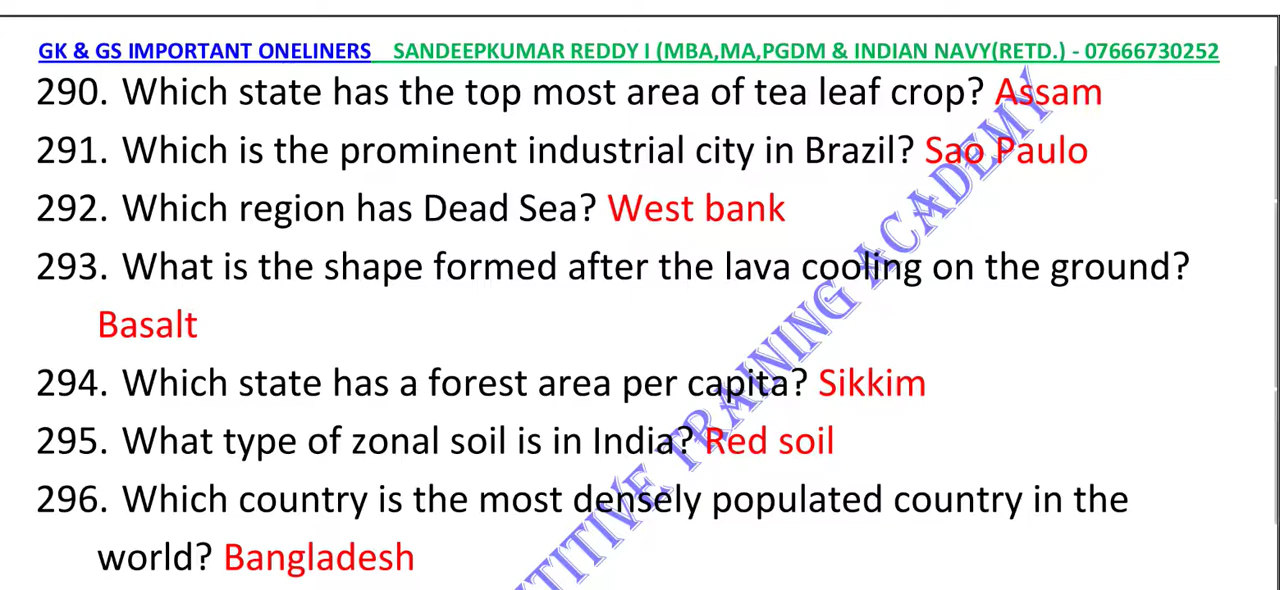 GK & GS IMPORTANT ONELINERS SANDEEPKUMAR REDDY I (MBA,MA,PGDM & INDIAN NAVY(RETD.) - 07666730252
290. Which state has the top most area of tea leaf crop? Assam
291. Which is the prominent industrial city in Brazil? Sao Paulo
292. Which region has Dead Sea? West bank
293. What is the shape formed after the lava cooling on the ground?
Basalt
294. Which state has a forest area per capita? Sikkim
295. What type of zonal soil is in India? Red soil
296. Which country is the most densely populated country in the
world? Bangladesh
TITIVE TRAINING ACADEMY